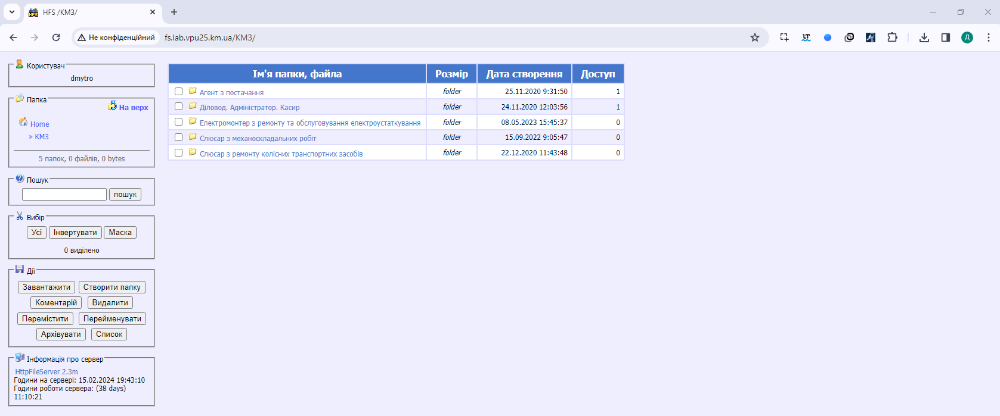 HFS /КМЗ/
Не конфіденційний
fs.lab.vpu25.km.ua/КМЗ/
Д
Користувач
dmytro
Папка
На верх
Home
» КМЗ
5 папок, 0 файлів, 0 bytes
Пошук
пошук
Вибір
Усі Інвертувати Маска
0 виділено
Дії
Завантажити Створити папку
Коментарій Видалити
Перемістити Перейменувати
Архівувати Список
Інформація про сервер
HttpFileServer 2.3m
Години на сервері: 15.02.2024 19:43:10
Години роботи сервера: (38 days)
11:10:21
Ім'я папки, файла Розмір Дата створення Доступ
Агент з постачання folder 25.11.2020 9:31:50 1
Діловод. Адміністратор. Касир folder 24.11.2020 12:03:56 1
Електромонтер з ремонту та обслуговування електроустаткування folder 08.05.2023 15:45:37 0
Слюсар з механоскладальних робіт folder 15.09.2022 9:05:47 0
Слюсар з ремонту колісних транспортних засобів folder 22.12.2020 11:43:48 0